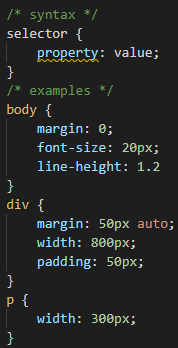 /* syntax */
selector {
    property: value;
}
/* examples */
body {
    margin: 0;
    font-size: 20px;
    line-height: 1.2
}
div {
    margin: 50px auto;
    width: 800px;
    padding: 50px;
}
p {
    width: 300px;
}